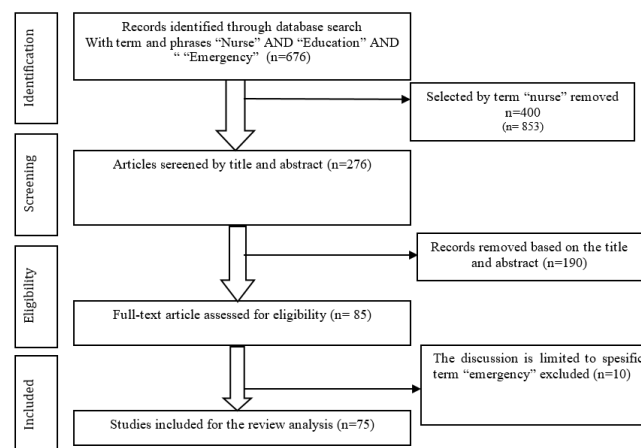 Identification
Records identified through database search
With term and phrases “Nurse” AND “Education” AND
“ “Emergency” (n=676)
Selected by term “nurse” removed
n=400
(n= 853)
Screening
Articles sereened by title and abstract (n=276)
Records removed based on the title
and abstract (n=190)
Eligibility
Full-text article assessed for eligibility (n= 85)
The discussion is limited to spesific
term “emergency” excluded (n=10)
Included
Studies included for the review analysis (n=75)